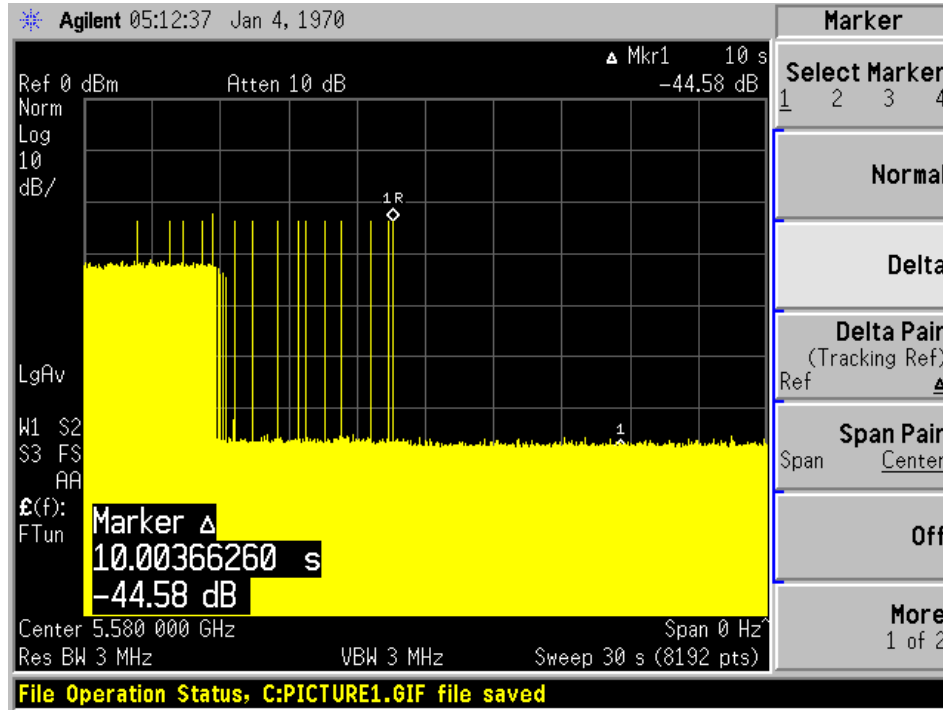 Agilent 05:12:37 Jan 4, 1970
Marker
Δ Mkr1 10 s
Ref 0 dBm Atten 10 dB -44.58 dB
Norm
Log
10
dB/
1R
LgAv
1
W1 S2
S3 FS
AA
£(f):
FTun
Marker Δ
10.00366260 s
-44.58 dB
Center 5.580 000 GHz Span 0 Hz^
Res BW 3 MHz VBW 3 MHz Sweep 30 s (8192 pts)
Select Marker
1 2 3 4
Normal
Delta
Delta Pair
(Tracking Ref)
Ref Δ
Span Pair
Span Center
Off
More
1 of 2
File Operation Status, C:PICTURE1.GIF file saved